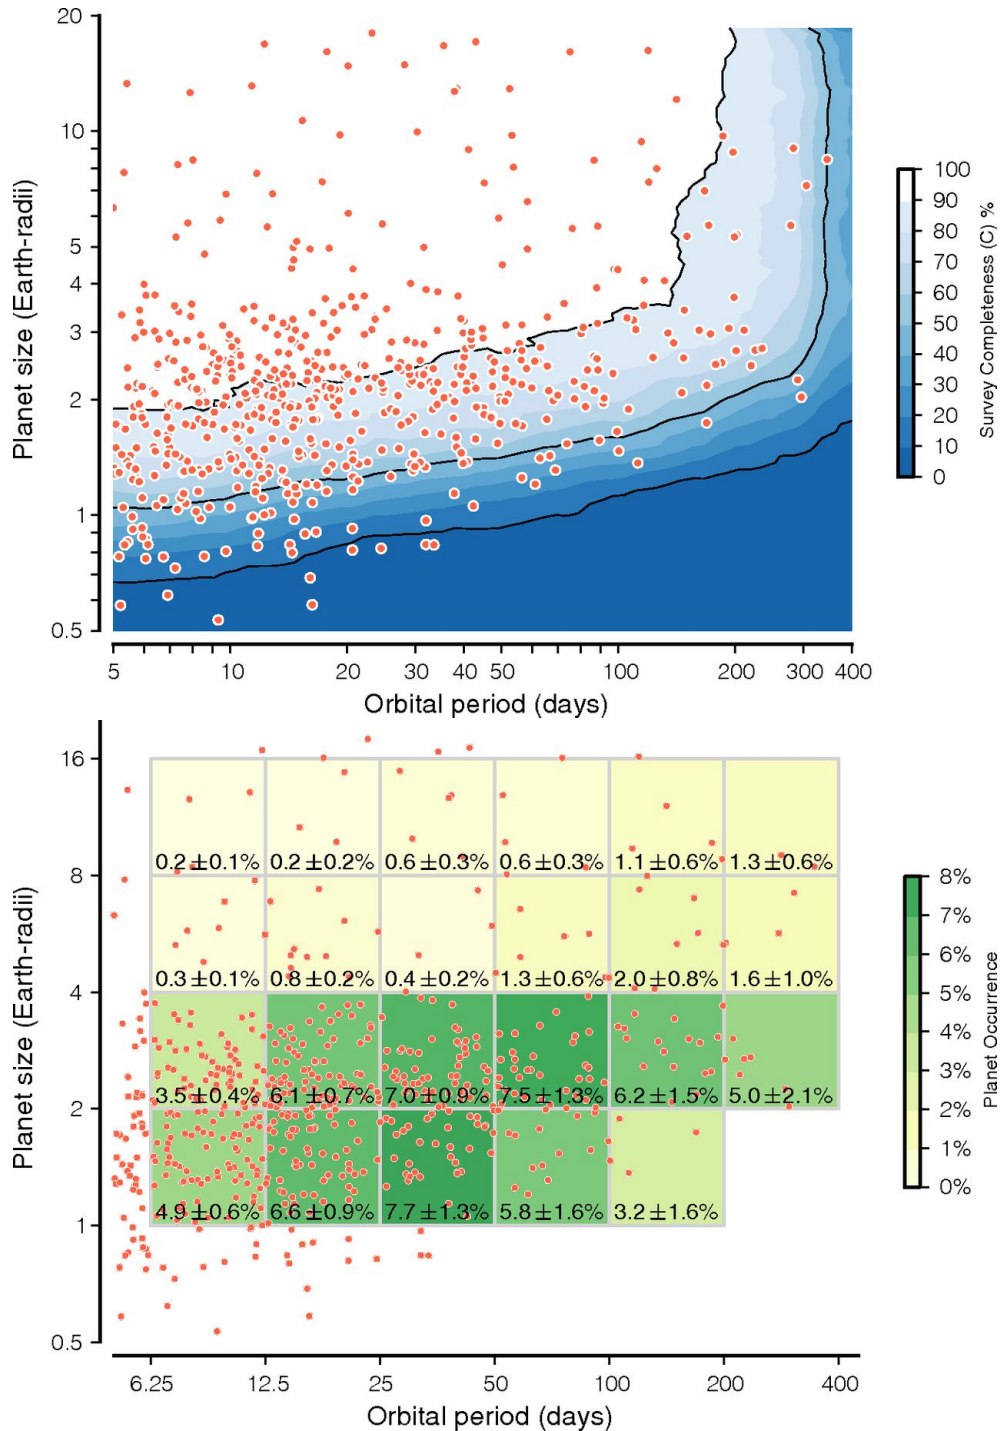 20
10
5
4
3
2
1
0.5
Planet size (Earth-radii)
5 10 20 30 40 50 100 200 300 400
Orbital period (days)
100
90
80
70
60
50
40
30
20
10
0
Survey Completeness (C) %
16
8
4
2
1
0.5
Planet size (Earth-radii)
0.2±0.1% 0.2±0.2% 0.6±0.3% 0.6±0.3% 1.1±0.6% 1.3±0.6%
0.3±0.1% 0.8±0.2% 0.4±0.2% 1.3±0.6% 2.0±0.8% 1.6±1.0%
3.5±0.4% 6.1±0.7% 7.0±0.9% 7.5±1.3% 6.2±1.5% 5.0±2.1%
4.9±0.6% 6.6±0.9% 7.7±1.3% 5.8±1.6% 3.2±1.6%
6.25 12.5 25 50 100 200 400
Orbital period (days)
8%
7%
6%
5%
4%
3%
2%
1%
0%
Planet Occurrence